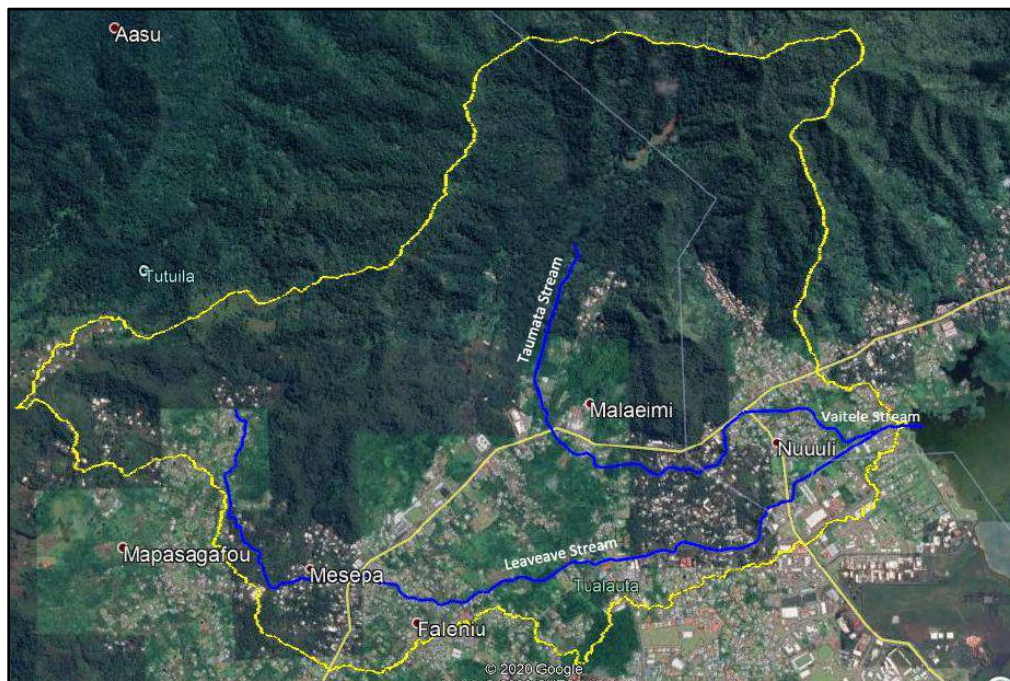 Aasu
Tutuila
Taumata Stream
Malaeimi
Vaitele Stream
Nuuuli
Mapasagafou
Mesepa
Leaveave Stream
Tualauta
Faleniu
© 2020 Google